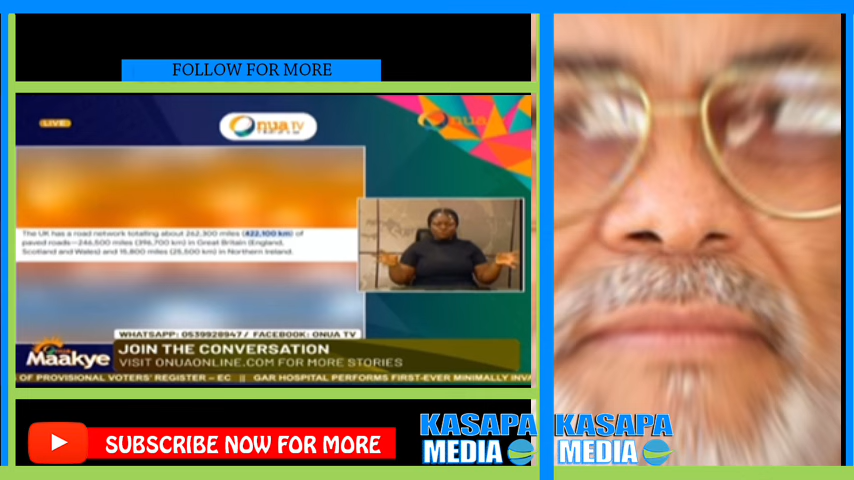 FOLLOW FOR MORE
LIVE
Onua TV
Onua
The UK has a road network totalling about 262,300 miles (422,100 km) of
paved roads—246,500 miles (396,700 km) in Great Britain (England,
Scotland and Wales) and 15,800 miles (25,500 km) in Northern Ireland.
WHATSAPP: 0539928947 / FACEBOOK: ONUA TV
Maakye
JOIN THE CONVERSATION
VISIT ONUAONLINE.COM FOR MORE STORIES
OF PROVISIONAL VOTERS' REGISTER – EC || GAR HOSPITAL PERFORMS FIRST-EVER MINIMALLY INVA
SUBSCRIBE NOW FOR MORE
KASAPA
MEDIA
KASAPA
MEDIA